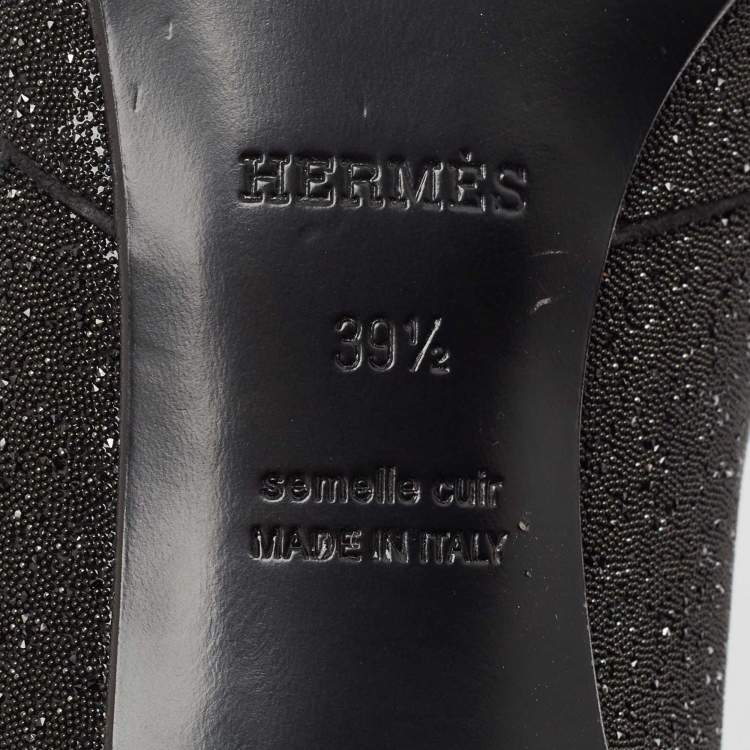 HERMÈS
39½
semelle cuir
MADE IN ITALY